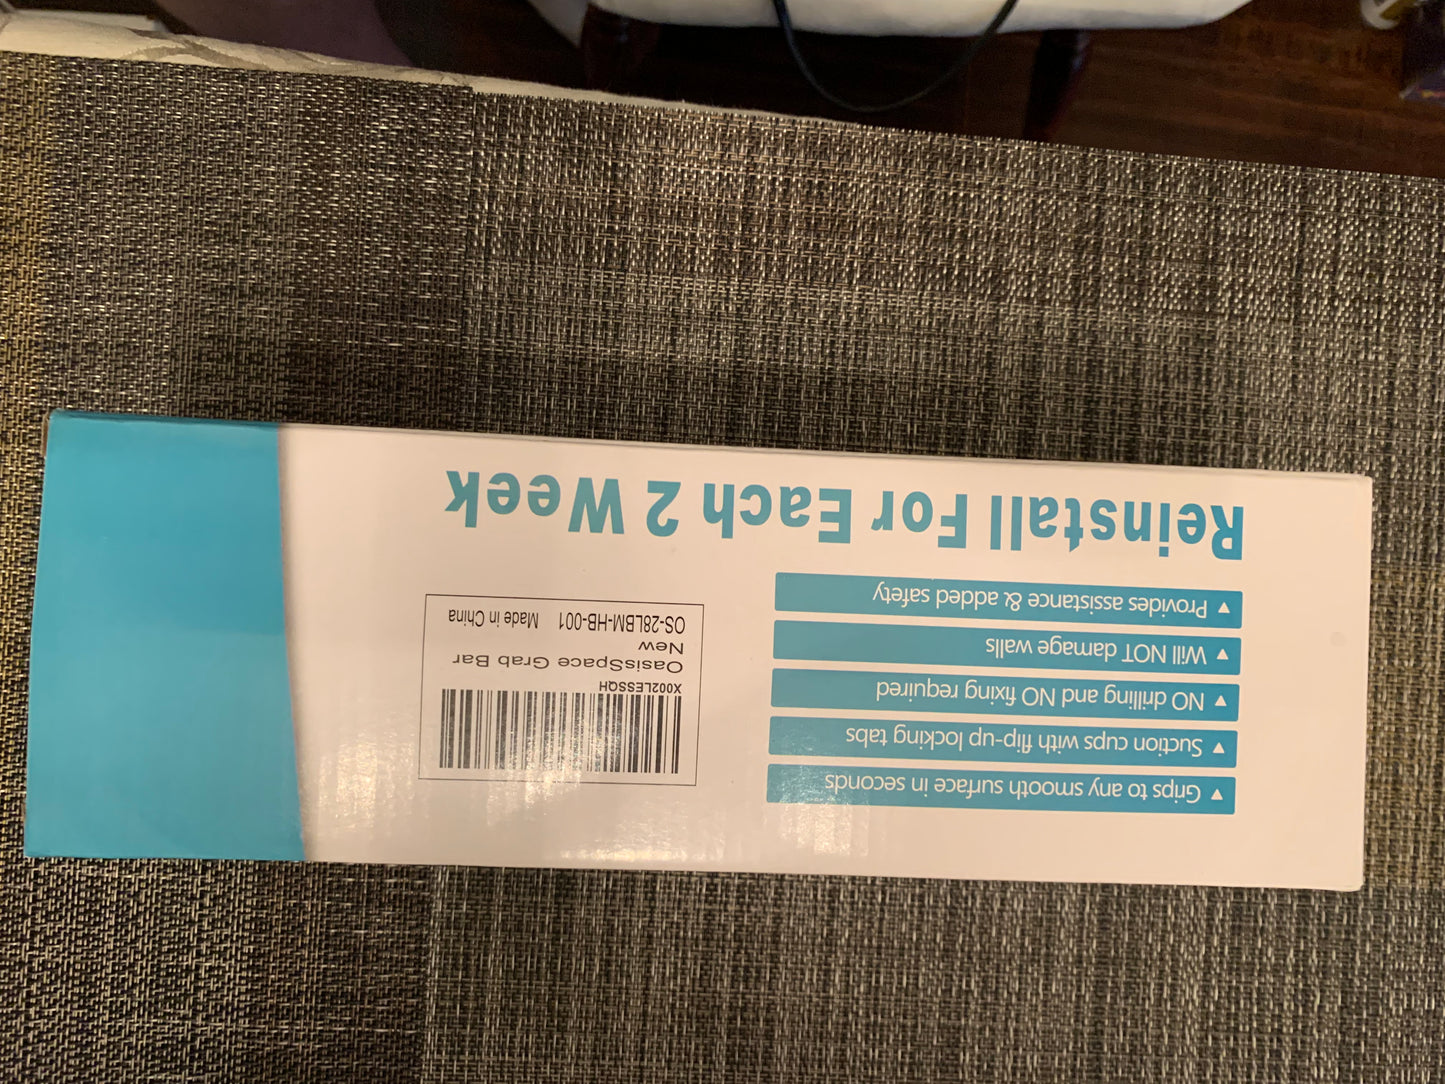 Reinstall For Each 2 Week
Provides assistance & added safety
Will NOT damage walls
NO drilling and NO fixing required
Suction cups with flip-up locking tabs
Grips to any smooth surface in seconds
X002LESSQH
OasisSpace Grab Bar
New
OS-28LBM-HB-001 Made in China